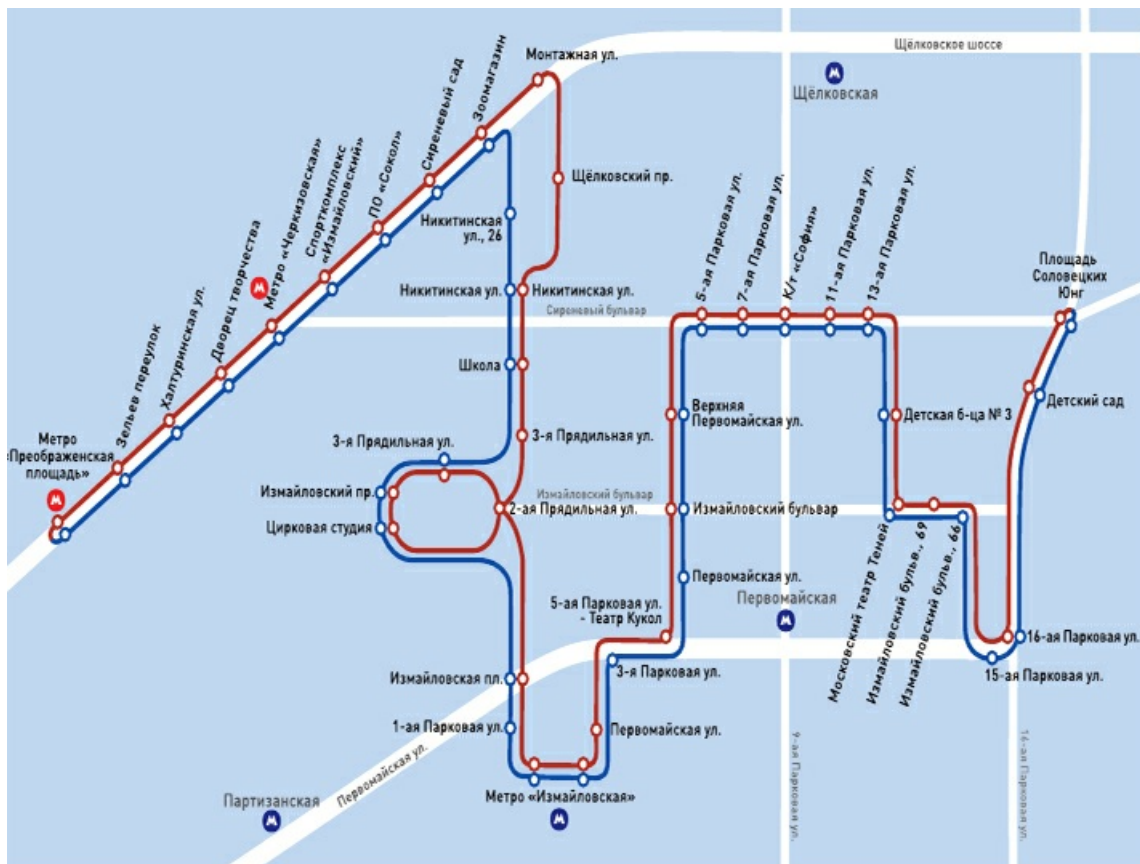 Щёлковское шоссе
Монтажная ул.
Зоомагазин
Сиреневый сад
ПО «Сокол»
Спорткомплекс
«Измайловский»
Метро «Черкизовская»
Дворец творчества
Халтуринская ул.
Зельев переулок
Метро
«Преображенская
площадь»
М
М
М
Щёлковская
Щёлковский пр.
Никитинская
ул., 26
Никитинская ул.
Никитинская ул.
Сиреневый бульвар
Школа
3-я Прядильная ул.
3-я Прядильная ул.
Измайловский пр.
Цирковая студия
2-ая Прядильная ул.
Измайловский бульвар
5-ая Парковая ул.
7-ая Парковая ул.
К/т «София»
11-ая Парковая ул.
13-ая Парковая ул.
Площадь
Соловецких
Юнг
Детский сад
Верхняя
Первомайская ул.
Детская б-ца № 3
Измайловский бульвар
Первомайская ул.
5-ая Парковая ул.
- Театр Кукол
Первомайская
М
Московский театр Теней
Измайловский бульв., 69
Измайловский бульв., 66
16-ая Парковая ул.
15-ая Парковая ул.
3-я Парковая ул.
Измайловская пл.
1-ая Парковая ул.
Первомайская ул.
Первомайская ул.
Метро «Измайловская»
М
Партизанская
М
9-ая Парковая ул.
16-ая Парковая ул.